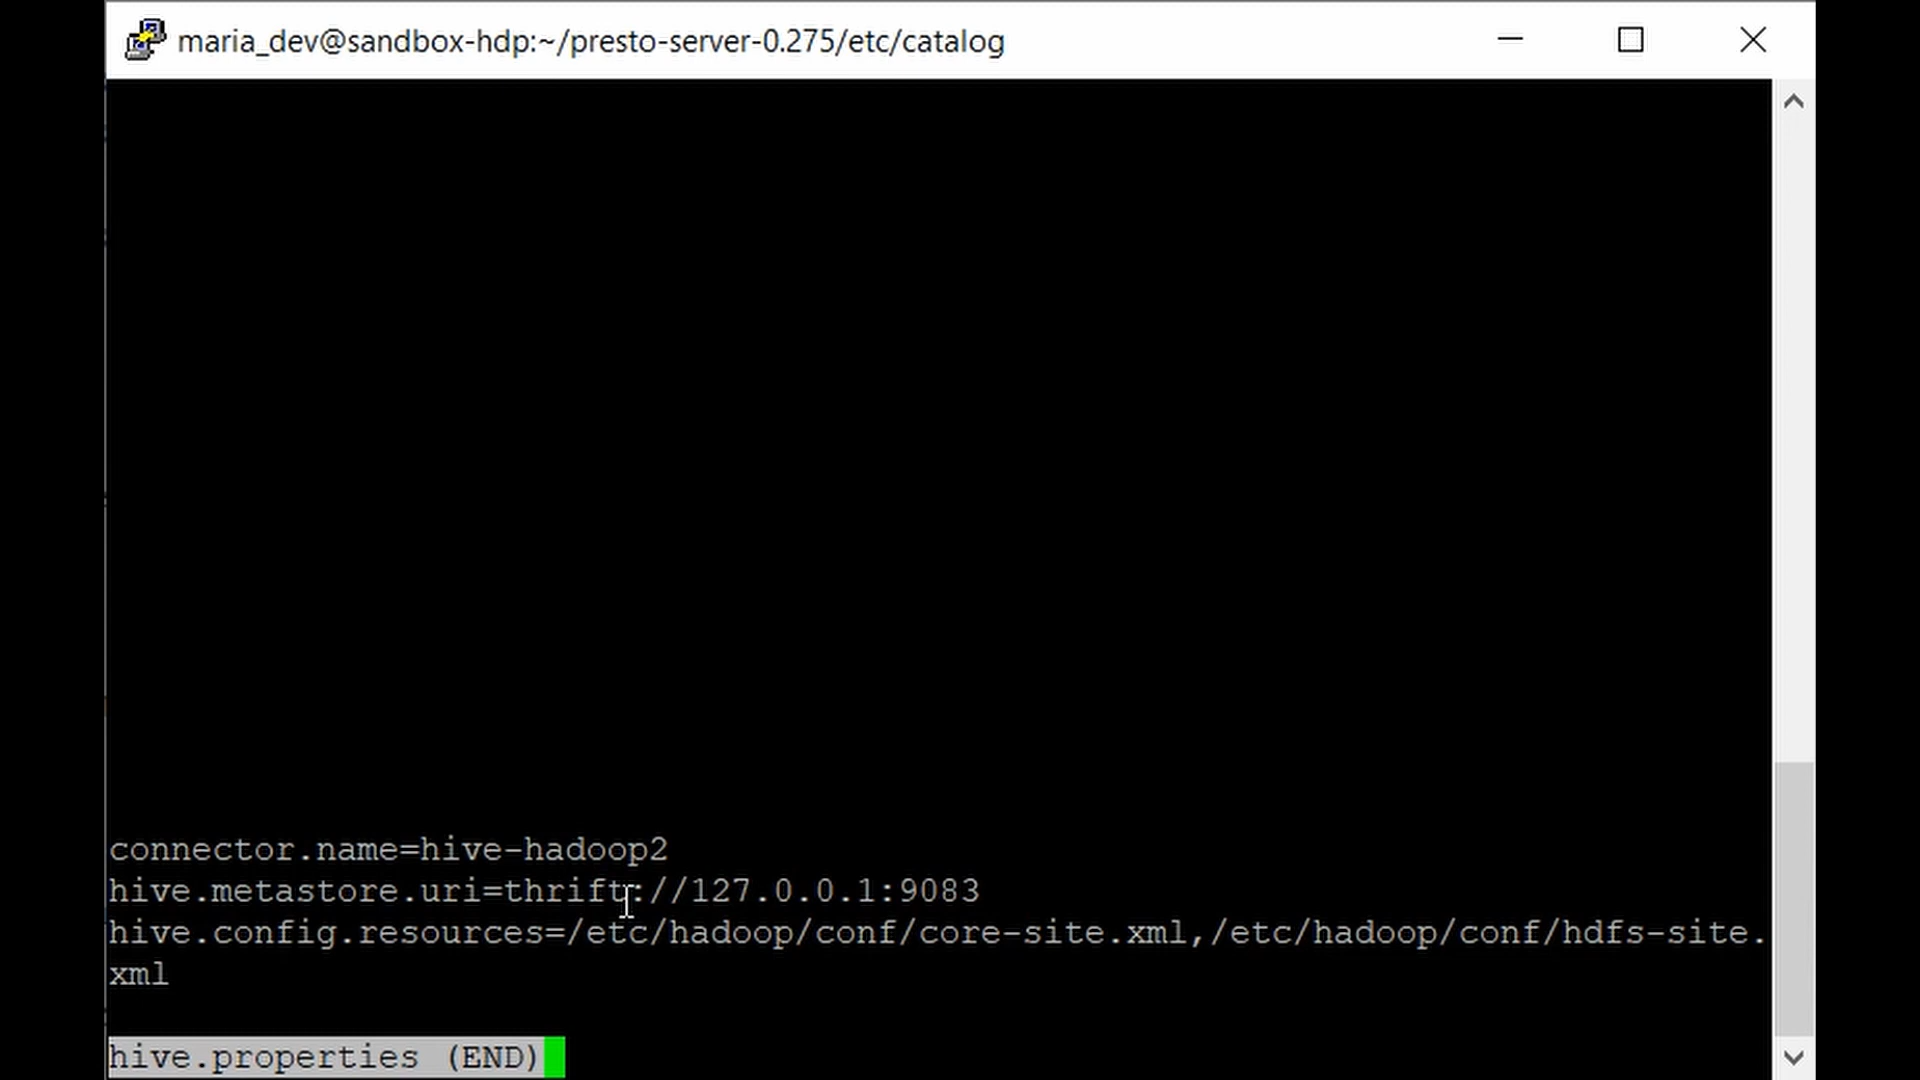 maria_dev@sandbox-hdp:~/presto-server-0.275/etc/catalog
connector.name=hive-hadoop2
hive.metastore.uri=thrift://127.0.0.1:9083
hive.config.resources=/etc/hadoop/conf/core-site.xml,/etc/hadoop/conf/hdfs-site.
xml
hive.properties (END)